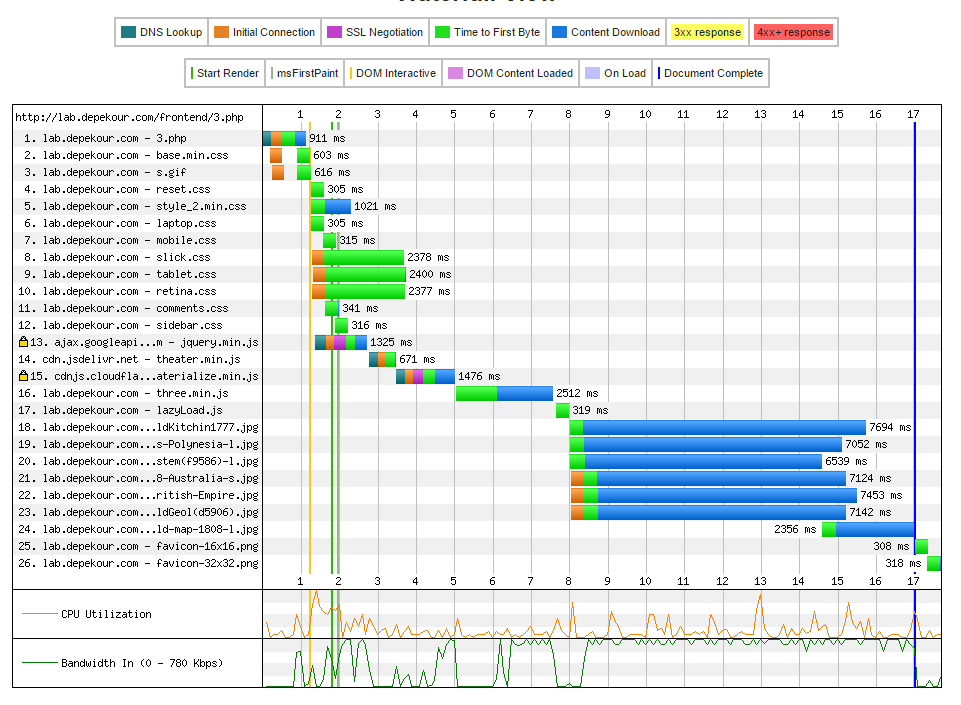 DNS Lookup Initial Connection SSL Negotiation Time to First Byte Content Download 3xx response 4xx+ response
Start Render msFirstPaint DOM Interactive DOM Content Loaded On Load Document Complete
http://lab.depekour.com/frontend/3.php 1 2 3 4 5 6 7 8 9 10 11 12 13 14 15 16 17
1. lab.depekour.com - 3.php 911 ms
2. lab.depekour.com - base.min.css 603 ms
3. lab.depekour.com - s.gif 616 ms
4. lab.depekour.com - reset.css 305 ms
5. lab.depekour.com - style_2.min.css 1021 ms
6. lab.depekour.com - laptop.css 305 ms
7. lab.depekour.com - mobile.css 315 ms
8. lab.depekour.com - slick.css 2378 ms
9. lab.depekour.com - tablet.css 2400 ms
10. lab.depekour.com - retina.css 2377 ms
11. lab.depekour.com - comments.css 341 ms
12. lab.depekour.com - sidebar.css 316 ms
13. ajax.googleapi...m - jquery.min.js 1325 ms
14. cdn.jsdelivr.net - theater.min.js 671 ms
15. cdnjs.cloudfla...aterialize.min.js 1476 ms
16. lab.depekour.com - three.min.js 2512 ms
17. lab.depekour.com - lazyLoad.js 319 ms
18. lab.depekour.com...ldKitchin1777.jpg 7694 ms
19. lab.depekour.com...s-Polynesia-l.jpg 7052 ms
20. lab.depekour.com...stem(f9586)-l.jpg 6539 ms
21. lab.depekour.com...8-Australia-s.jpg 7124 ms
22. lab.depekour.com...ritish-Empire.jpg 7453 ms
23. lab.depekour.com...ldGeol(d5906).jpg 7142 ms
24. lab.depekour.com...ld-map-1808-l.jpg 2356 ms
25. lab.depekour.com - favicon-16x16.png 308 ms
26. lab.depekour.com - favicon-32x32.png 318 ms
1 2 3 4 5 6 7 8 9 10 11 12 13 14 15 16 17
CPU Utilization
Bandwidth In (0 - 780 Kbps)